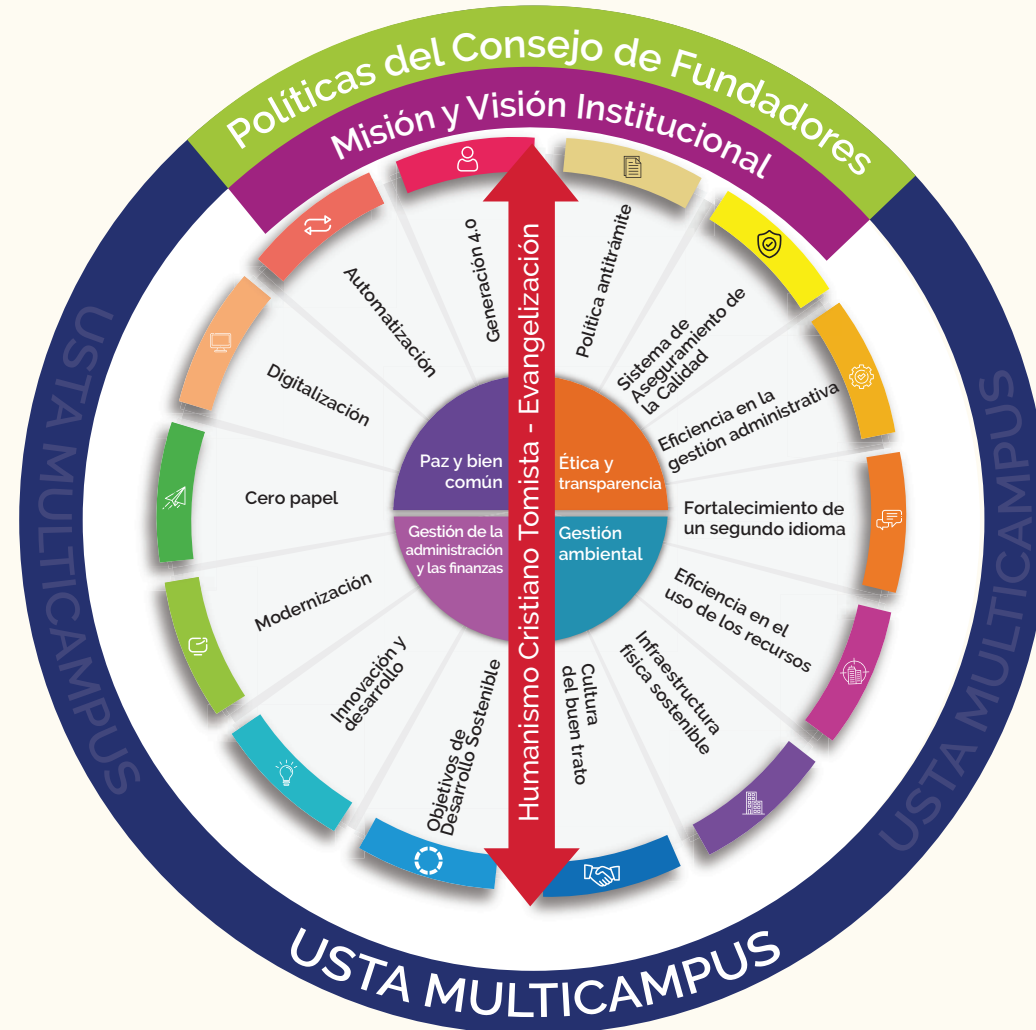 Políticas del Consejo de Fundadores
Misión y Visión Institucional
Generación 4.0
Política antitrámite
Sistema de
Aseguramiento de
la Calidad
Eficiencia en la
gestión administrativa
Fortalecimiento de
un segundo idioma
Eficiencia en el
uso de los recursos
Infraestructura
física sostenible
Cultura
del buen trato
Objetivos de
Desarrollo Sostenible
Innovación y
desarrollo
Modernización
Cero papel
Digitalización
Automatización
Paz y bien
común
Ética y
transparencia
Gestión de la
administración
y las finanzas
Gestión
ambiental
Humanismo Cristiano Tomista - Evangelización
USTA MULTICAMPUS
USTA MULTICAMPUS
USTA MULTICAMPUS